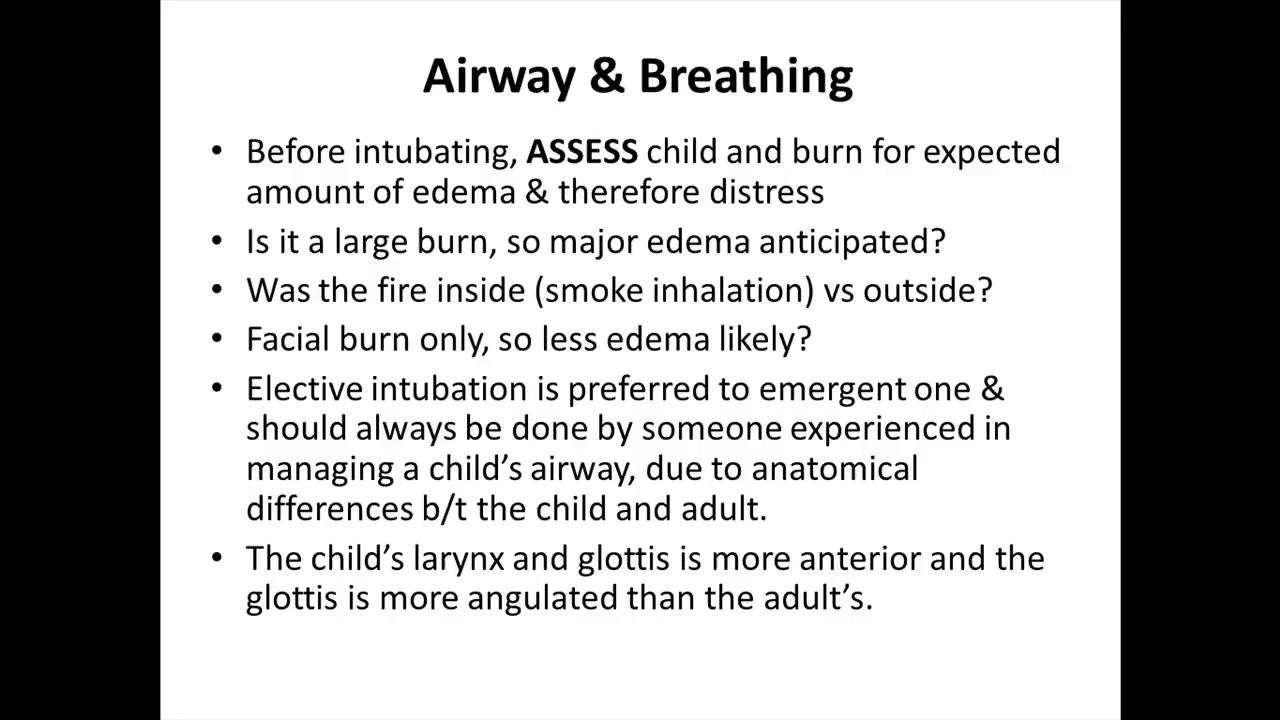 Airway & Breathing
• Before intubating, ASSESS child and burn for expected
amount of edema & therefore distress
• Is it a large burn, so major edema anticipated?
• Was the fire inside (smoke inhalation) vs outside?
• Facial burn only, so less edema likely?
• Elective intubation is preferred to emergent one &
should always be done by someone experienced in
managing a child’s airway, due to anatomical
differences b/t the child and adult.
• The child’s larynx and glottis is more anterior and the
glottis is more angulated than the adult’s.